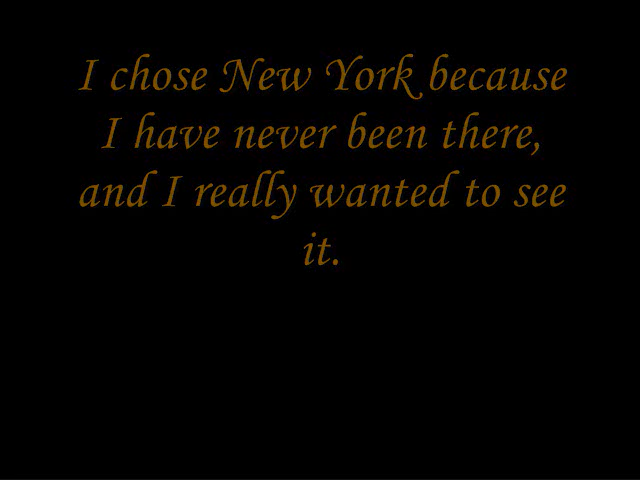 I chose New York because
I have never been there,
and I really wanted to see
it.